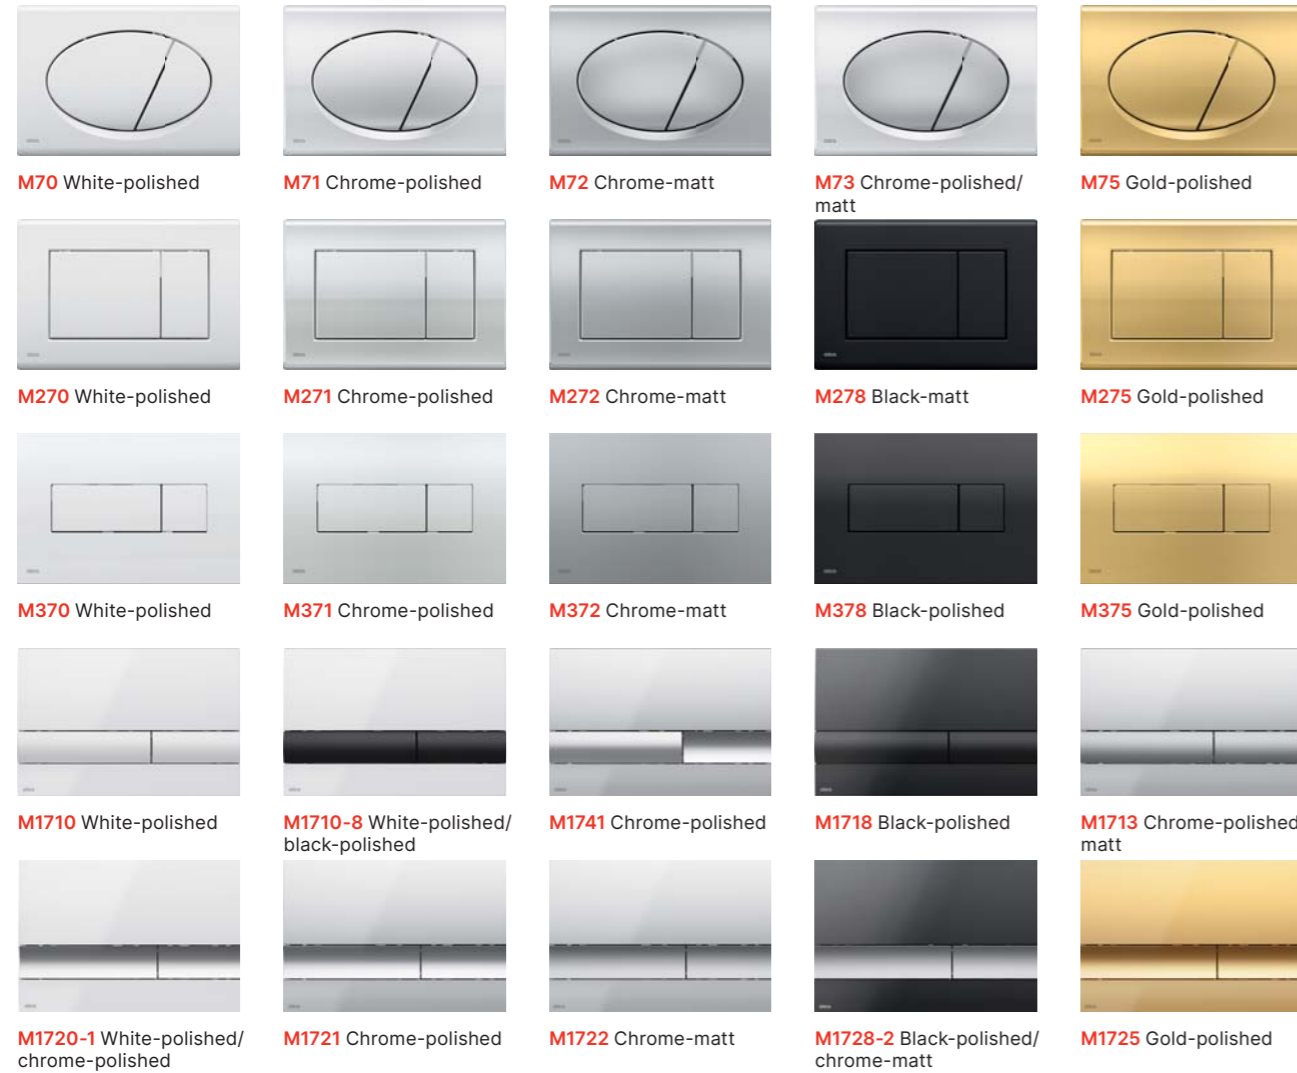 M70 White-polished
M71 Chrome-polished
M72 Chrome-matt
M73 Chrome-polished/
matt
M75 Gold-polished
M270 White-polished
M271 Chrome-polished
M272 Chrome-matt
M278 Black-matt
M275 Gold-polished
M370 White-polished
M371 Chrome-polished
M372 Chrome-matt
M378 Black-polished
M375 Gold-polished
M1710 White-polished
M1710-8 White-polished/
black-polished
M1741 Chrome-polished
M1718 Black-polished
M1713 Chrome-polished
matt
M1720-1 White-polished/
chrome-polished
M1721 Chrome-polished
M1722 Chrome-matt
M1728-2 Black-polished/
chrome-matt
M1725 Gold-polished